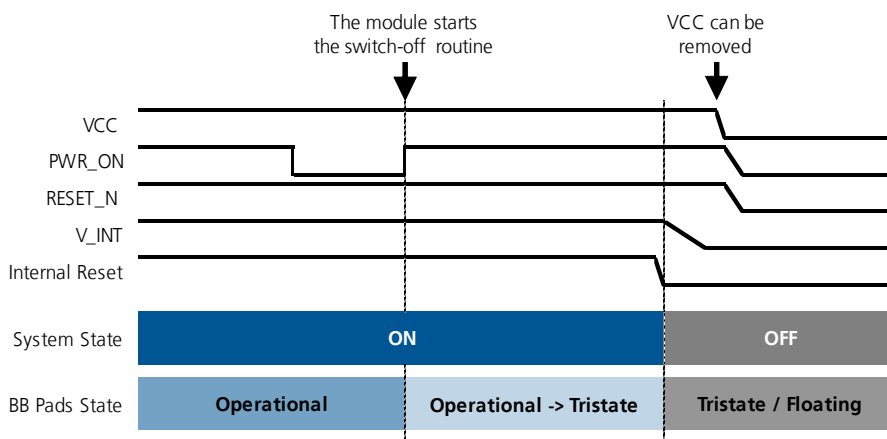 The module starts
the switch-off routine
VCC can be
removed
VCC
PWR_ON
RESET_N
V_INT
Internal Reset
System State
ON
OFF
BB Pads State
Operational
Operational -> Tristate
Tristate / Floating